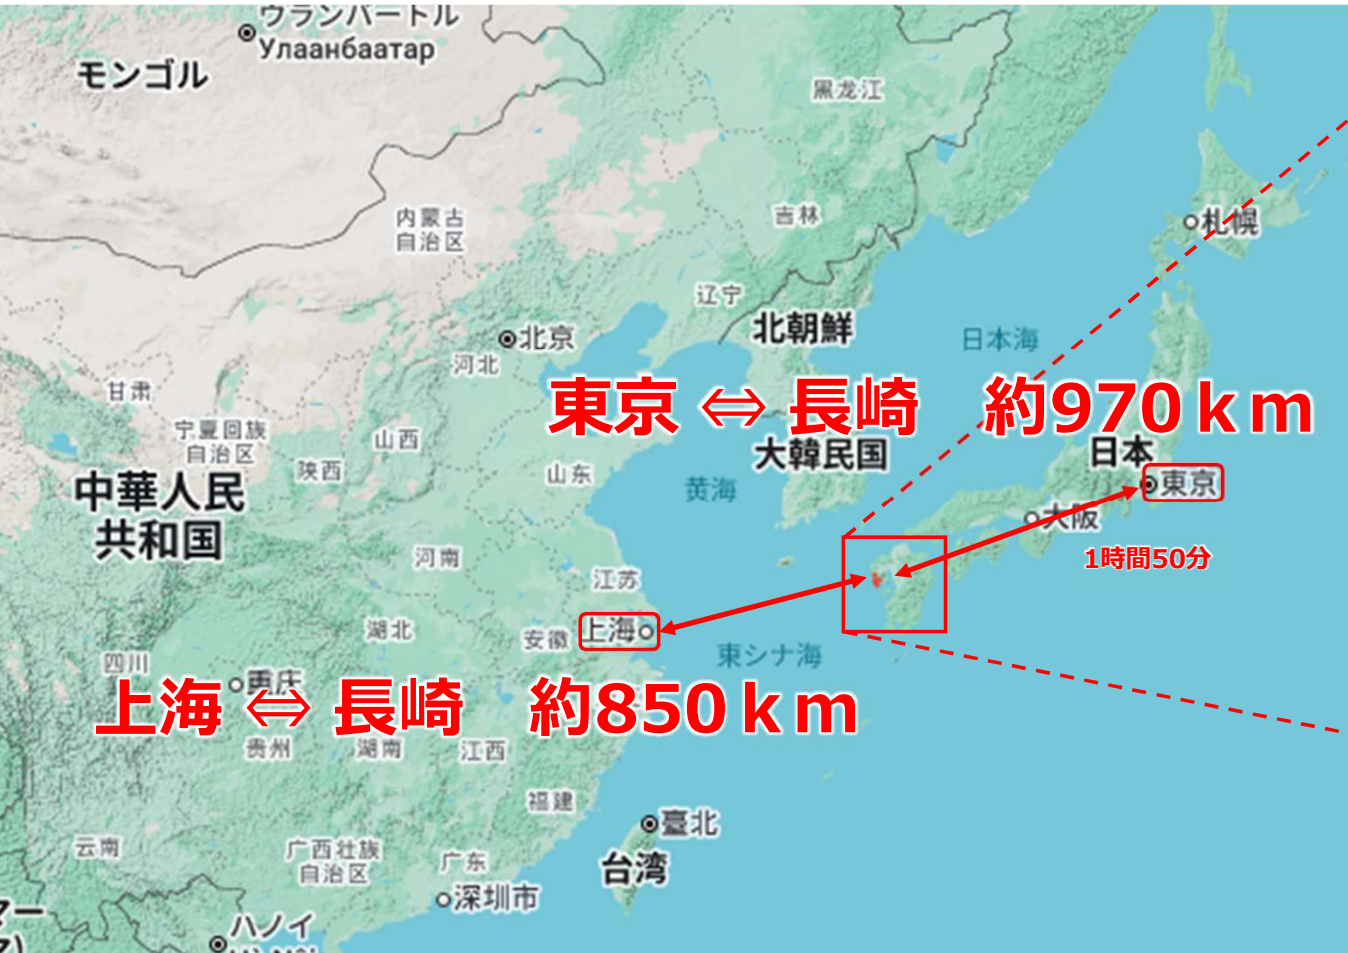 ウランバートル
Улаанбаатар
モンゴル
黑龙江
内蒙古
自治区
吉林
札幌
辽宁
北朝鮮
日本海
北京
河北
甘肃
東京 ⇔ 長崎　約970ｋｍ
宁夏回族
自治区
山西
陕西
山东
大韓民国
日本
黄海
東京
中華人民
共和国
大阪
河南
1時間50分
江苏
湖北
安徽
上海
東シナ海
四川
重庆
上海 ⇔ 長崎　約850ｋｍ
贵州
湖南
江西
福建
臺北
台湾
云南
广西壮族
自治区
广东
深圳市
ハノイ